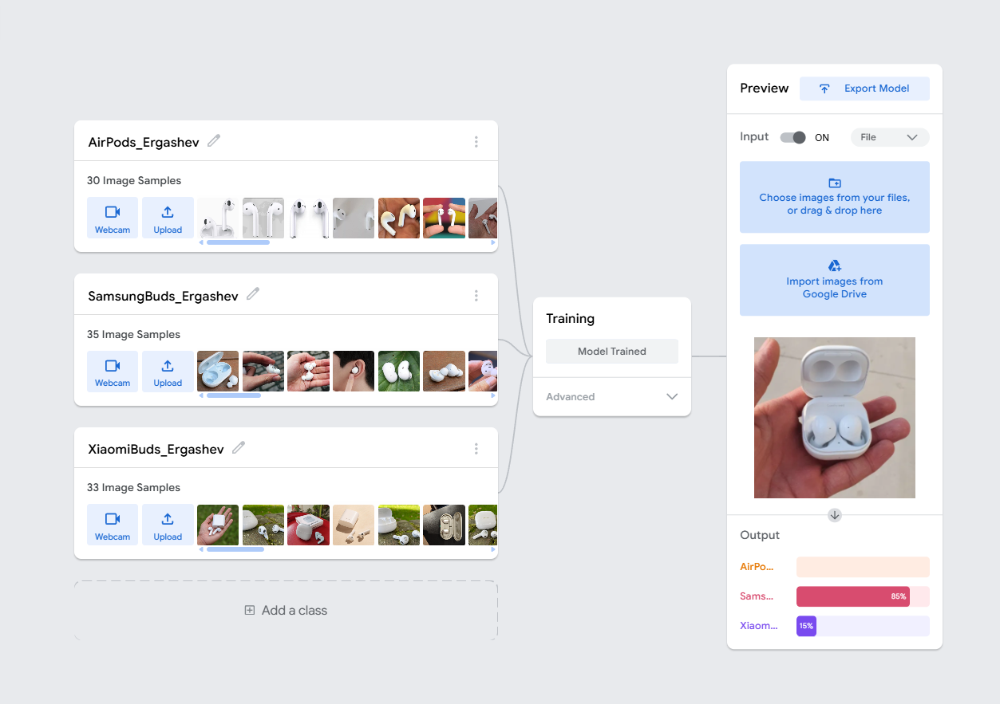 AirPods_Ergashev
30 Image Samples
Webcam
Upload
SamsungBuds_Ergashev
35 Image Samples
Webcam
Upload
XiaomiBuds_Ergashev
33 Image Samples
Webcam
Upload
Add a class
Training
Model Trained
Advanced
Preview
Export Model
Input
ON
File
Choose images from your files,
or drag & drop here
Import images from
Google Drive
Output
AirPo...
Sams...
85%
Xiaom...
15%